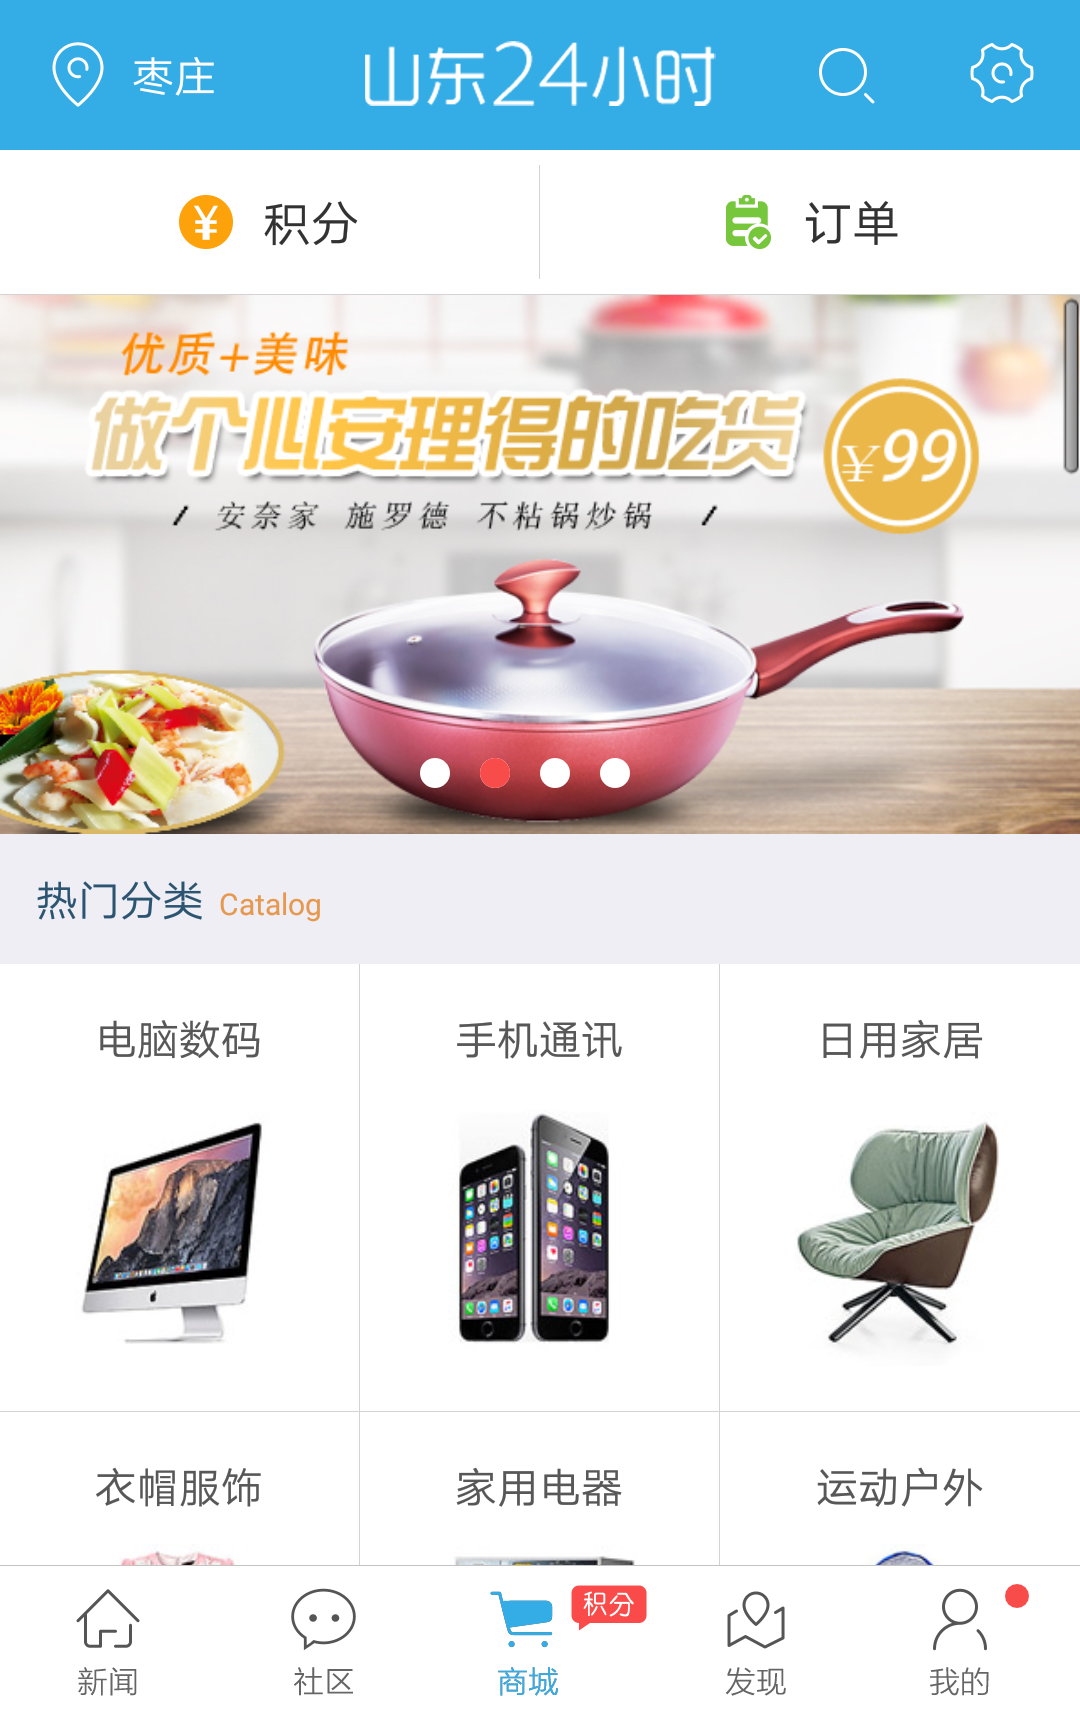 枣庄
山东24小时
积分
订单
优质+美味
做个心安理得的吃货
¥99
/ 安奈家 施罗德 不粘锅炒锅 /
热门分类 Catalog
电脑数码
手机通讯
日用家居
衣帽服饰
家用电器
运动户外
积分
新闻
社区
商城
发现
我的